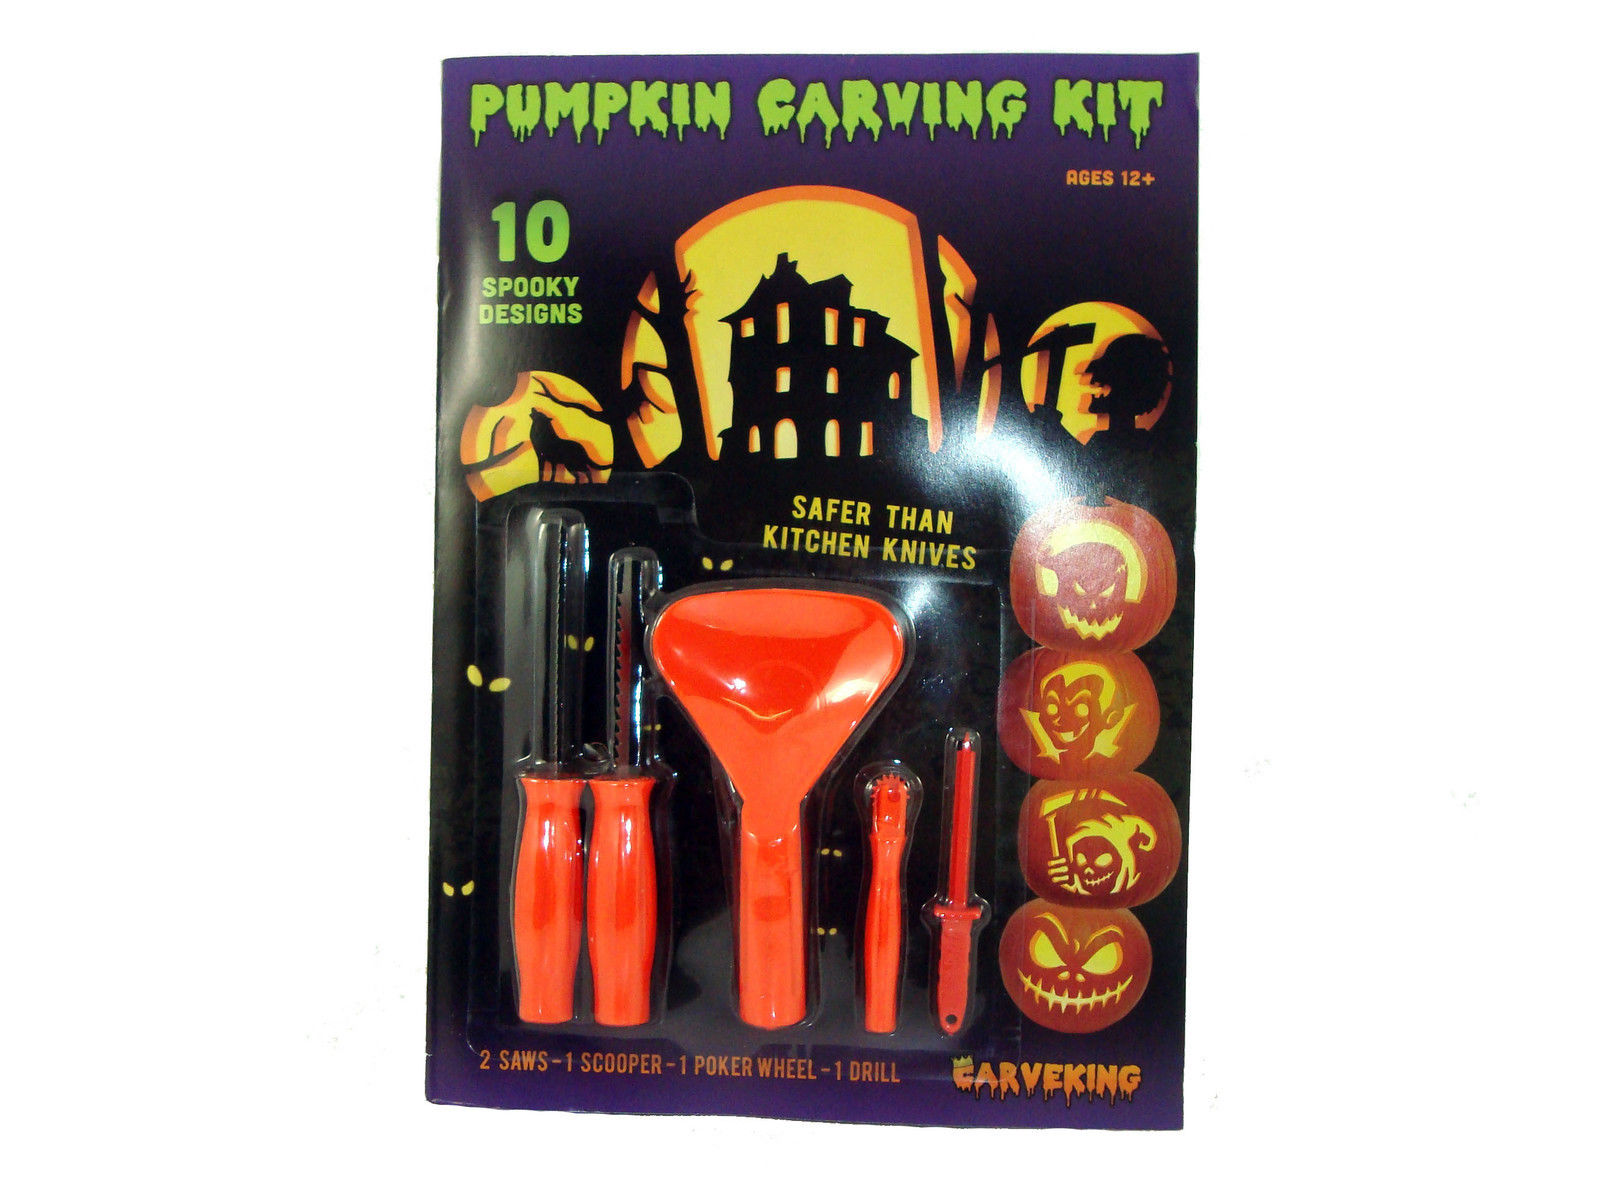 PUMPKIN CARVING KIT
AGES 12+
10
SPOOKY
DESIGNS
SAFER THAN
KITCHEN KNIVES
2 SAWS-1 SCOOPER-1 POKER WHEEL-1 DRILL
CARVEKING